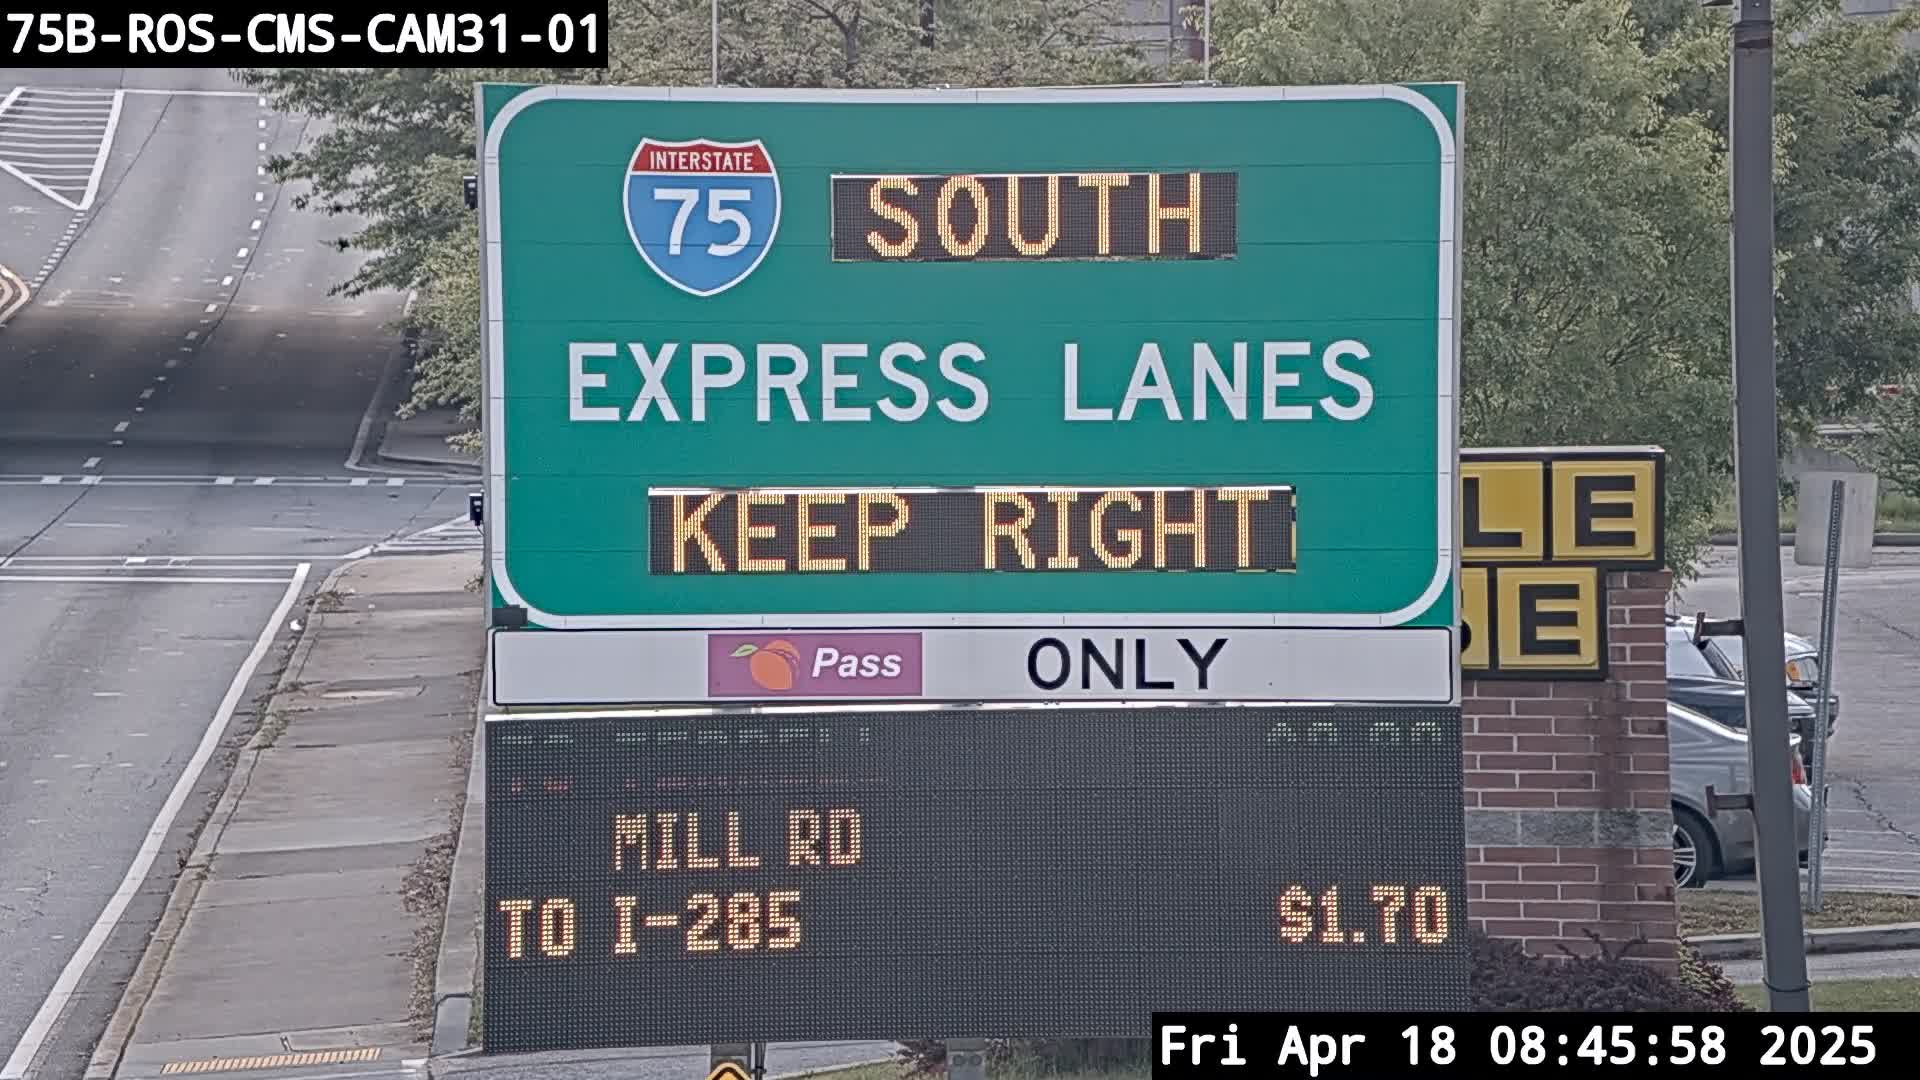 75B-ROS-CMS-CAM31-01
INTERSTATE
75
SOUTH
EXPRESS LANES
KEEP RIGHT
Pass ONLY
MILL RD
TO I-285 $1.70
LE
E
Fri Apr 18 08:45:58 2025